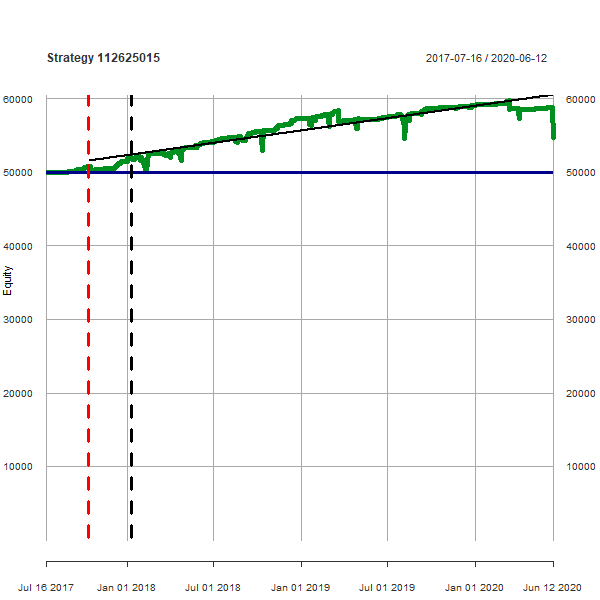 Strategy 112625015
2017-07-16 / 2020-06-12
60000
60000
50000
50000
40000
40000
30000
30000
20000
20000
10000
10000
Equity
Jul 16 2017
Jan 01 2018
Jul 01 2018
Jan 01 2019
Jul 01 2019
Jan 01 2020
Jun 12 2020